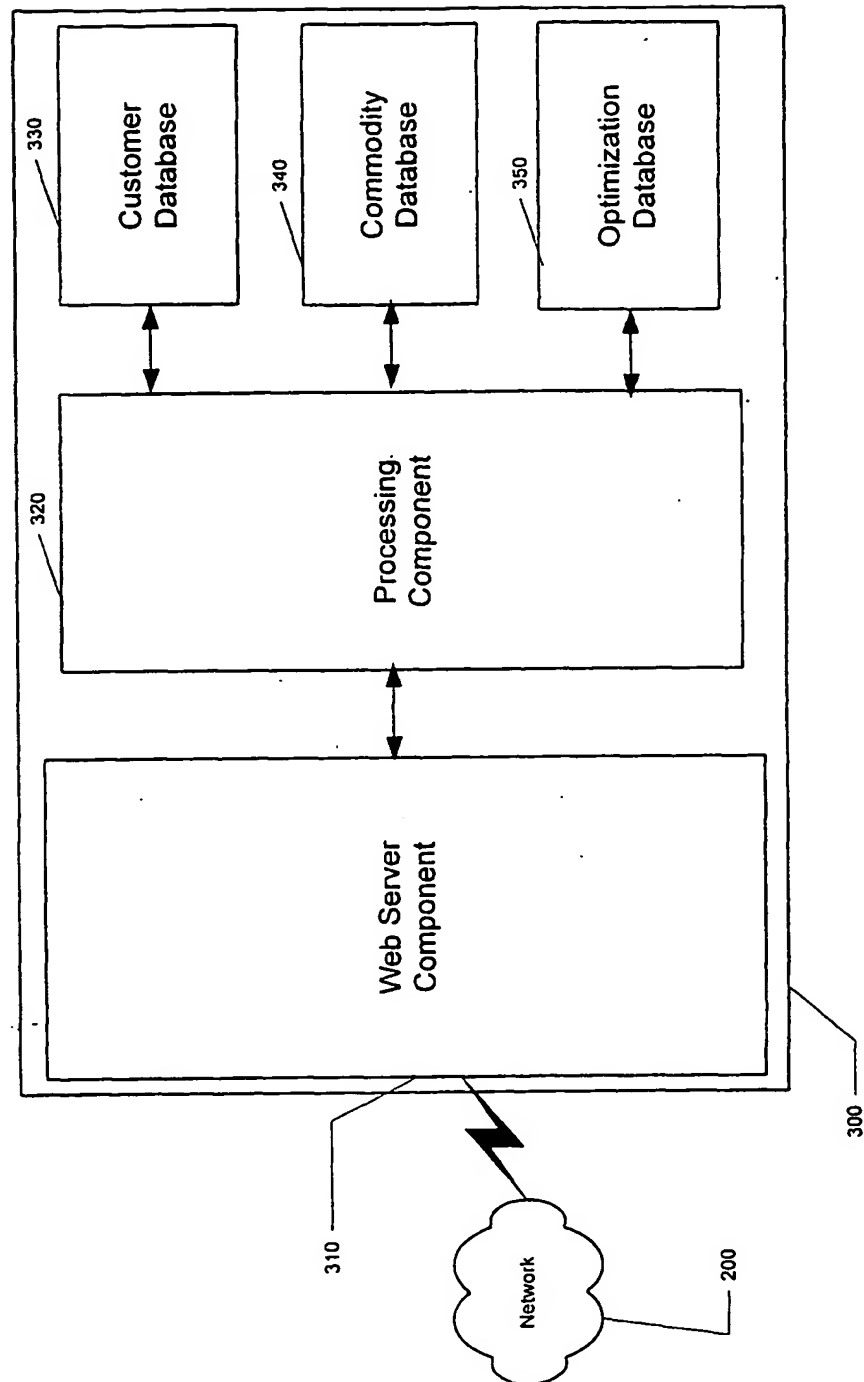 330
Customer
Database
340
Commodity
Database
350
Optimization
Database
320
Processing
Component
Web Server
Component
310
Network
200
300